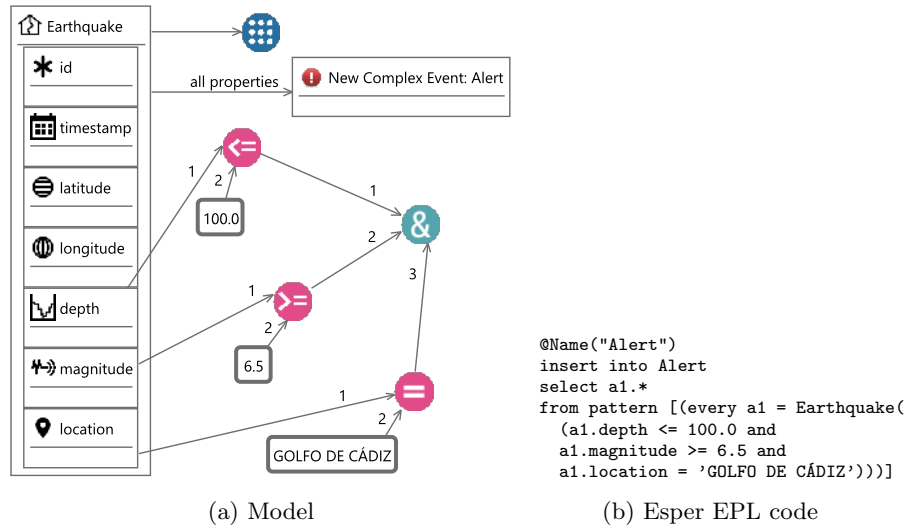 Earthquake
id
timestamp
latitude
longitude
depth
magnitude
location
all properties
New Complex Event: Alert
<=
1
2
100.0
1
&
2
3
>=
1
2
6.5
=
1
2
GOLFO DE CÁDIZ
(a) Model
@Name("Alert")
insert into Alert
select a1.*
from pattern [(every a1 = Earthquake(
(a1.depth <= 100.0 and
a1.magnitude >= 6.5 and
a1.location = 'GOLFO DE CÁDIZ')))]
(b) Esper EPL code